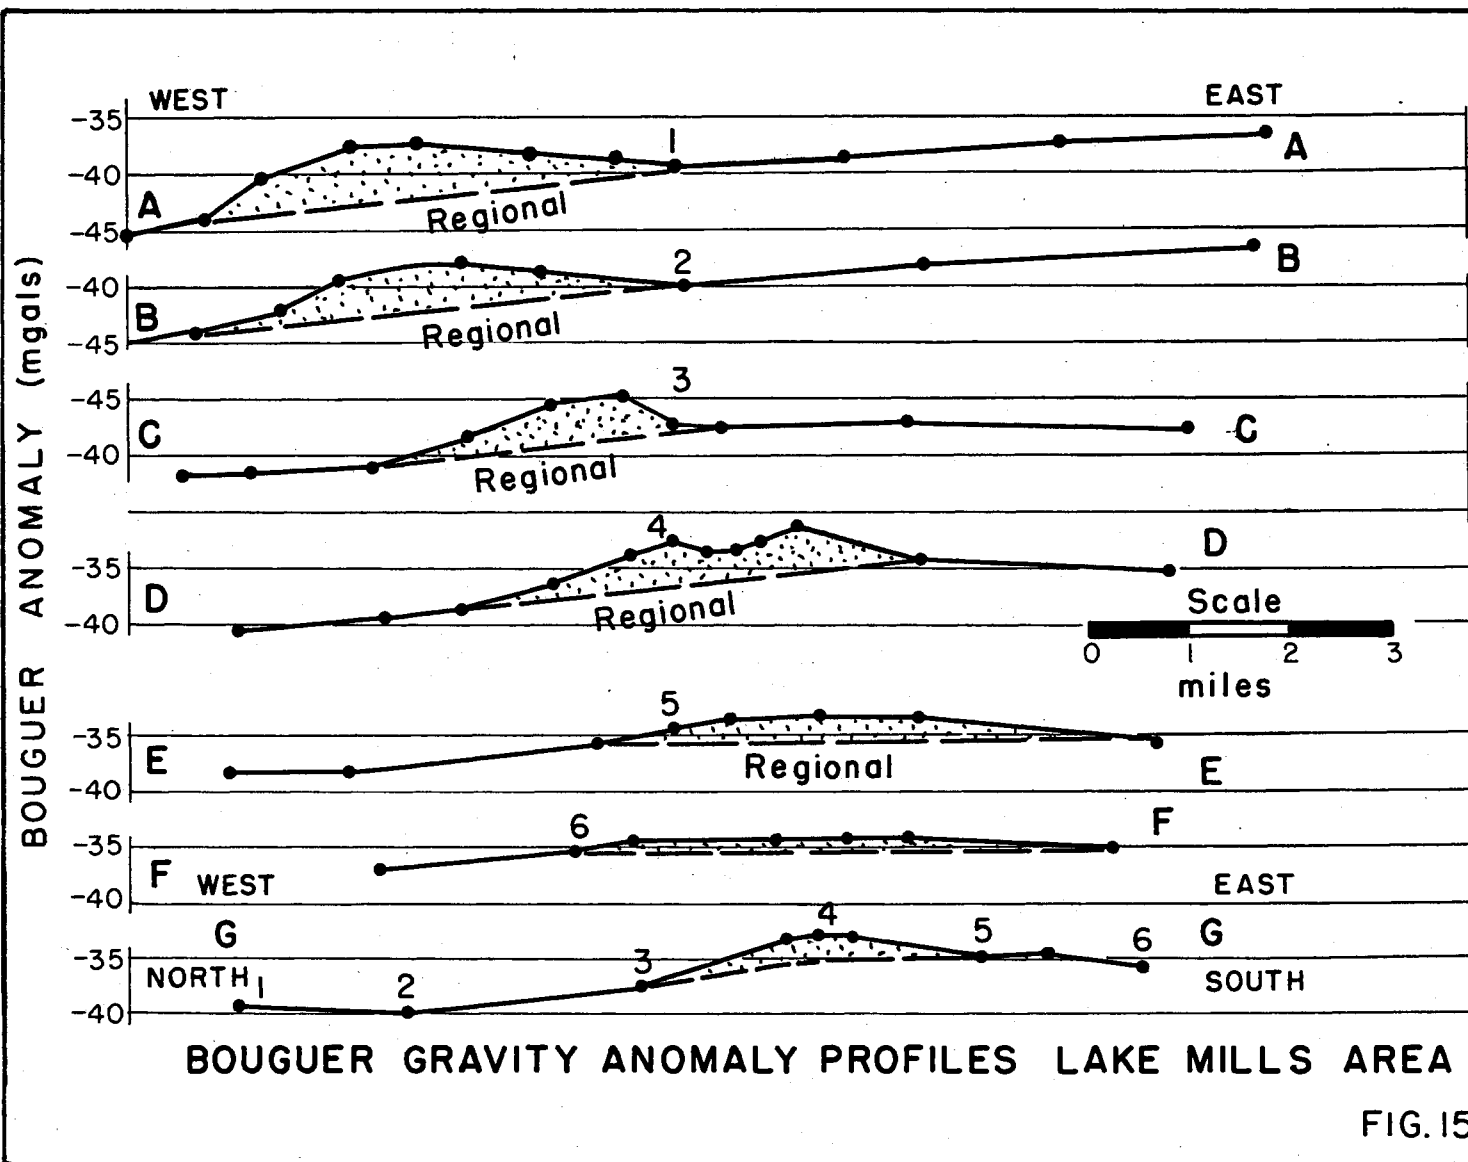 WEST EAST
-35
1
-40
A A
Regional
-45
2
B
-40
B
Regional
-45
3
-45
C C
-40
Regional
4
D
-35
D
Scale
Regional
-40
0 1 2 3
miles
5
-35
E Regional E
-40
6 F
-35
F WEST EAST
-40
4
G 5 6 G
-35
NORTH 1 2 3 SOUTH
-40
BOUGUER ANOMALY (mgals)
BOUGUER GRAVITY ANOMALY PROFILES LAKE MILLS AREA
FIG. 15